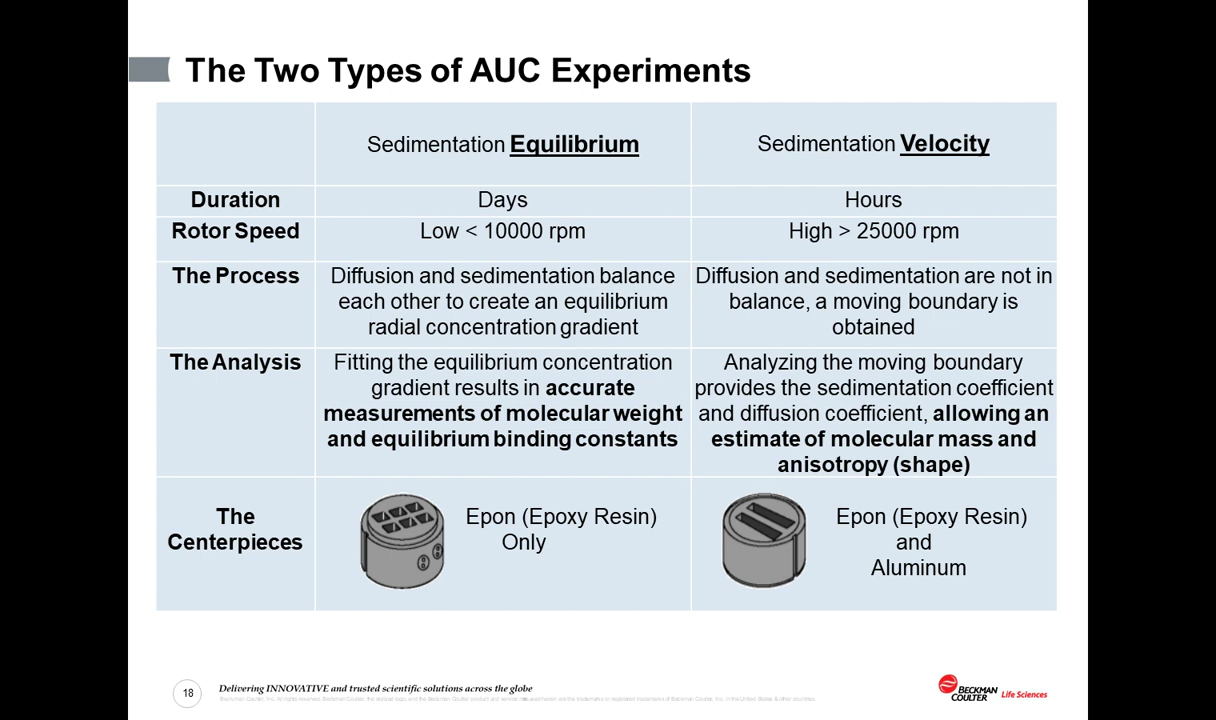 The Two Types of AUC Experiments
Sedimentation Equilibrium
Sedimentation Velocity
Duration
Days
Hours
Rotor Speed
Low < 10000 rpm
High > 25000 rpm
The Process
Diffusion and sedimentation balance
each other to create an equilibrium
radial concentration gradient
Diffusion and sedimentation are not in
balance, a moving boundary is
obtained
The Analysis
Fitting the equilibrium concentration
gradient results in accurate
measurements of molecular weight
and equilibrium binding constants
Analyzing the moving boundary
provides the sedimentation coefficient
and diffusion coefficient, allowing an
estimate of molecular mass and
anisotropy (shape)
The
Centerpieces
Epon (Epoxy Resin)
Only
Epon (Epoxy Resin)
and
Aluminum
18
Delivering INNOVATIVE and trusted scientific solutions across the globe
BECKMAN
COULTER
Life Sciences